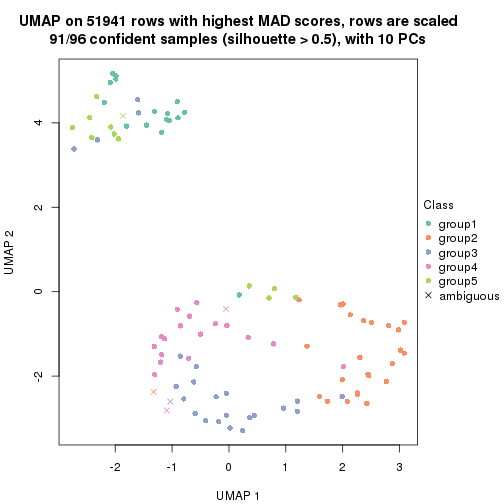 UMAP on 51941 rows with highest MAD scores, rows are scaled
91/96 confident samples (silhouette > 0.5), with 10 PCs
4
2
0
-2
UMAP 2
-2
-1
0
1
2
3
UMAP 1
Class
group1
group2
group3
group4
group5
ambiguous